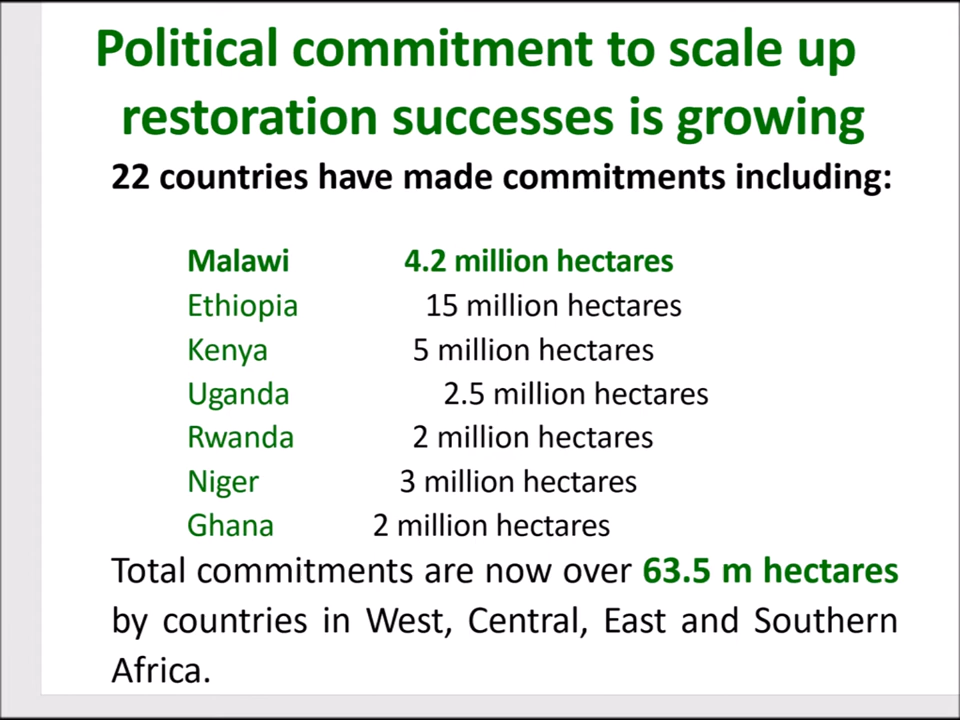 Political commitment to scale up
restoration successes is growing
22 countries have made commitments including:
Malawi 4.2 million hectares
Ethiopia 15 million hectares
Kenya 5 million hectares
Uganda 2.5 million hectares
Rwanda 2 million hectares
Niger 3 million hectares
Ghana 2 million hectares
Total commitments are now over 63.5 m hectares
by countries in West, Central, East and Southern
Africa.